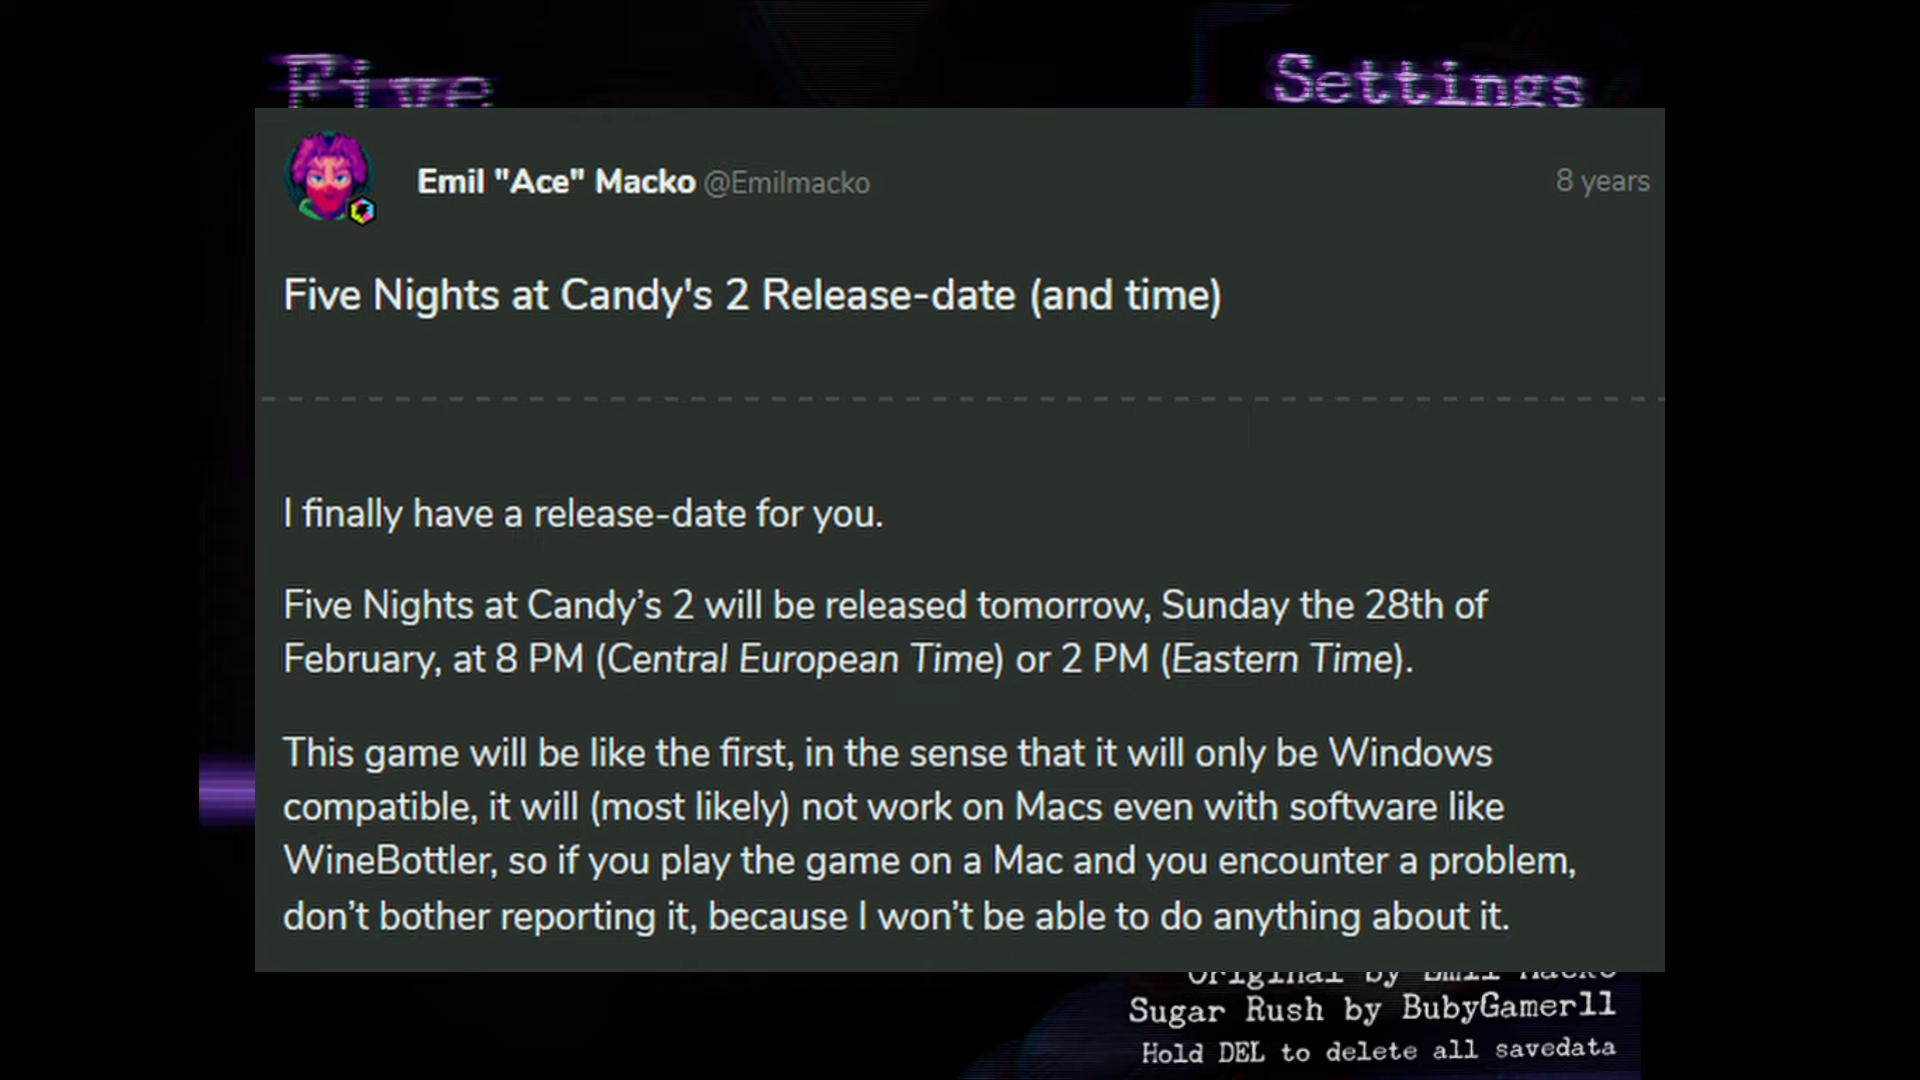 Five
Settings
Emil "Ace" Macko @Emilmacko
8 years
Five Nights at Candy's 2 Release-date (and time)
I finally have a release-date for you.
Five Nights at Candy’s 2 will be released tomorrow, Sunday the 28th of
February, at 8 PM (Central European Time) or 2 PM (Eastern Time).
This game will be like the first, in the sense that it will only be Windows
compatible, it will (most likely) not work on Macs even with software like
WineBottler, so if you play the game on a Mac and you encounter a problem,
don’t bother reporting it, because I won’t be able to do anything about it.
Original by Emil Macko
Sugar Rush by BubyGamer11
Hold DEL to delete all savedata